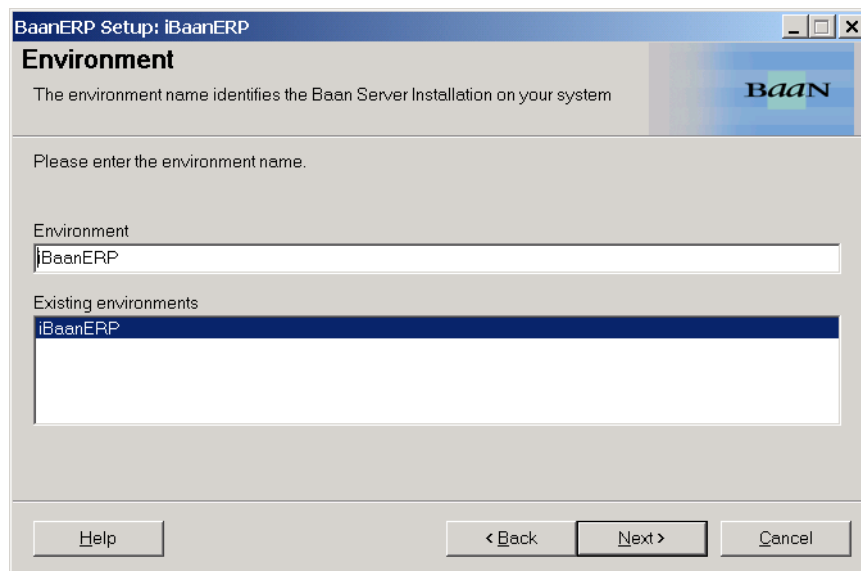 BaanERP Setup: iBaanERP
Environment
The environment name identifies the Baan Server Installation on your system
BaaN
Please enter the environment name.
Environment
iBaanERP
Existing environments
iBaanERP
Help
< Back
Next >
Cancel